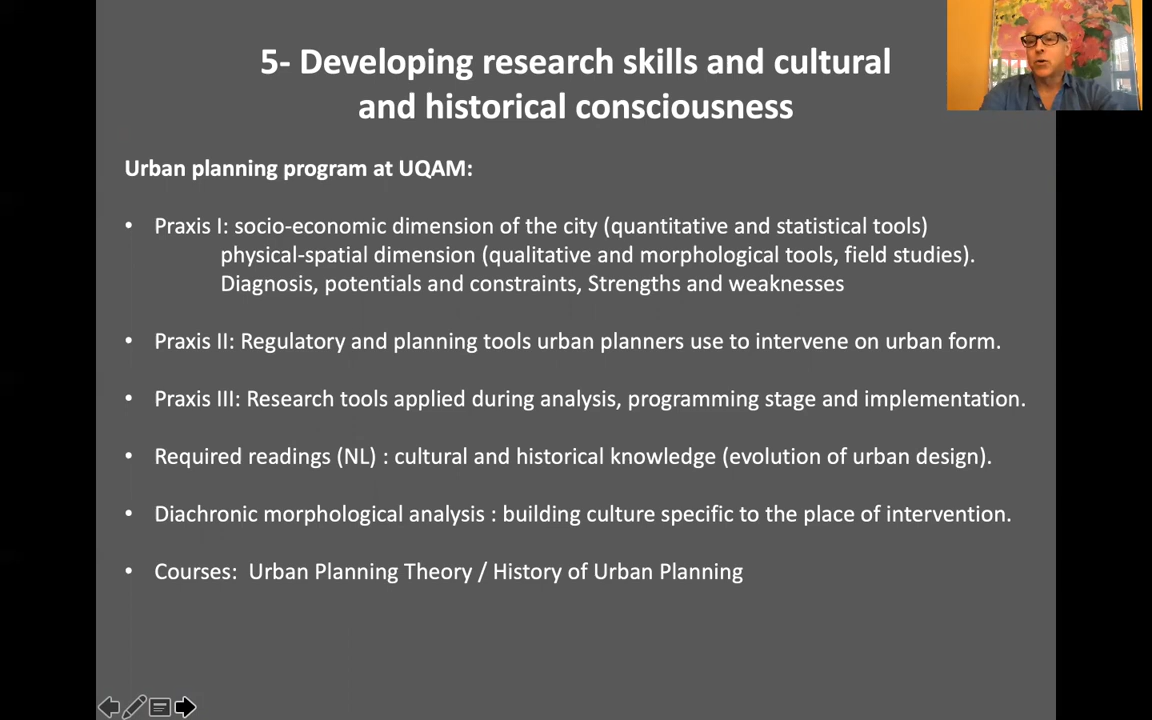 5- Developing research skills and cultural
and historical consciousness
Urban planning program at UQAM:
• Praxis I: socio-economic dimension of the city (quantitative and statistical tools)
physical-spatial dimension (qualitative and morphological tools, field studies).
Diagnosis, potentials and constraints, Strengths and weaknesses
• Praxis II: Regulatory and planning tools urban planners use to intervene on urban form.
• Praxis III: Research tools applied during analysis, programming stage and implementation.
• Required readings (NL) : cultural and historical knowledge (evolution of urban design).
• Diachronic morphological analysis : building culture specific to the place of intervention.
• Courses:  Urban Planning Theory / History of Urban Planning